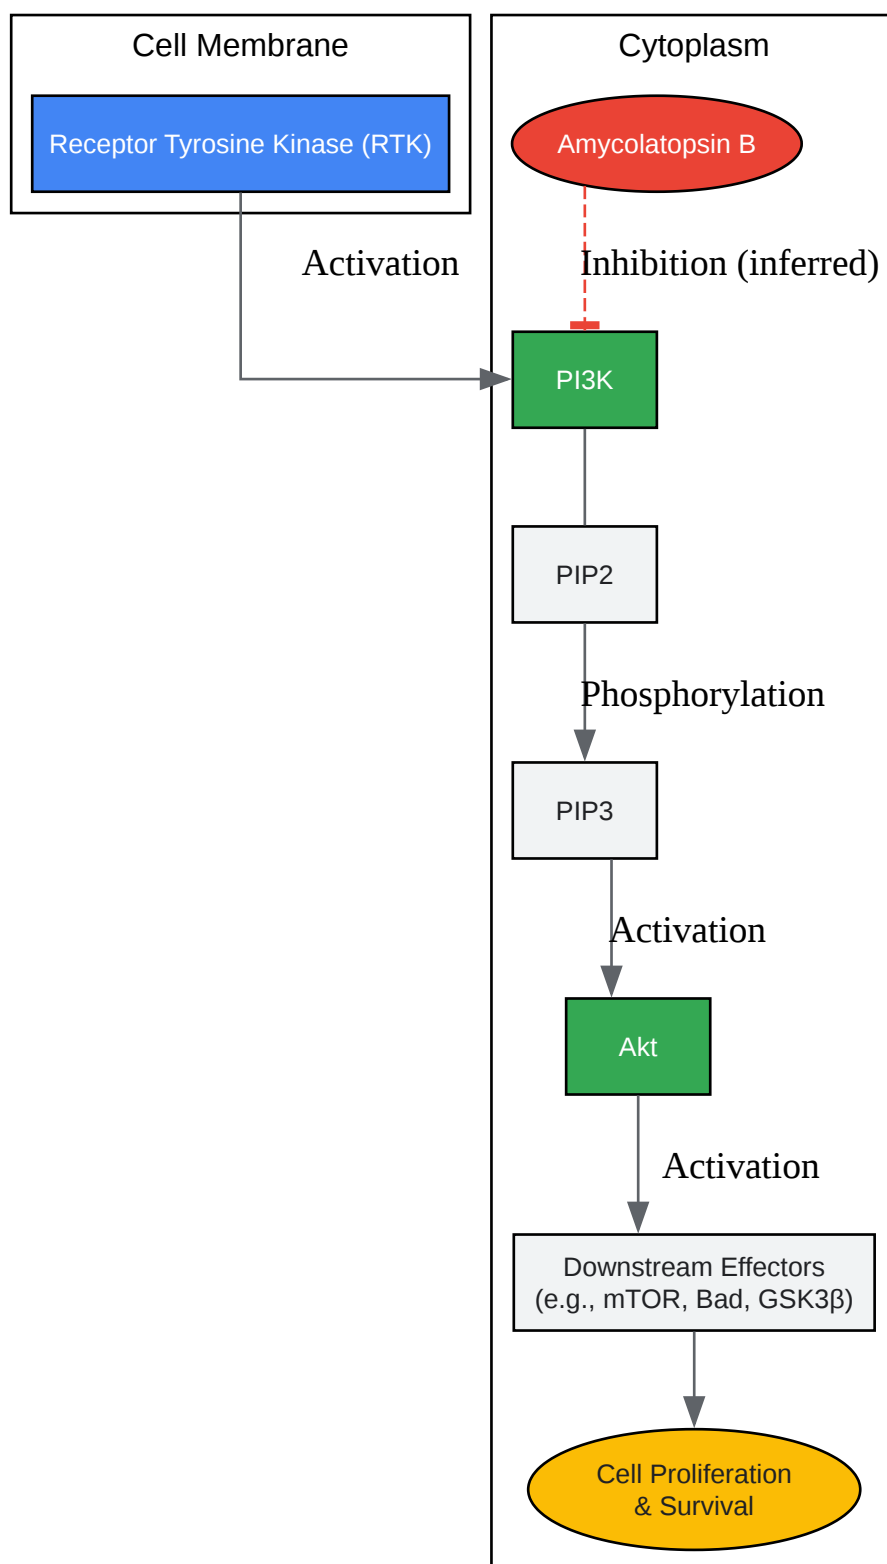 Cell Membrane
Cytoplasm
Receptor Tyrosine Kinase (RTK)
Amycolatopsin B
Activation
Inhibition (inferred)
PI3K
PIP2
Phosphorylation
PIP3
Activation
Akt
Activation
Downstream Effectors
(e.g., mTOR, Bad, GSK3β)
Cell Proliferation
& Survival